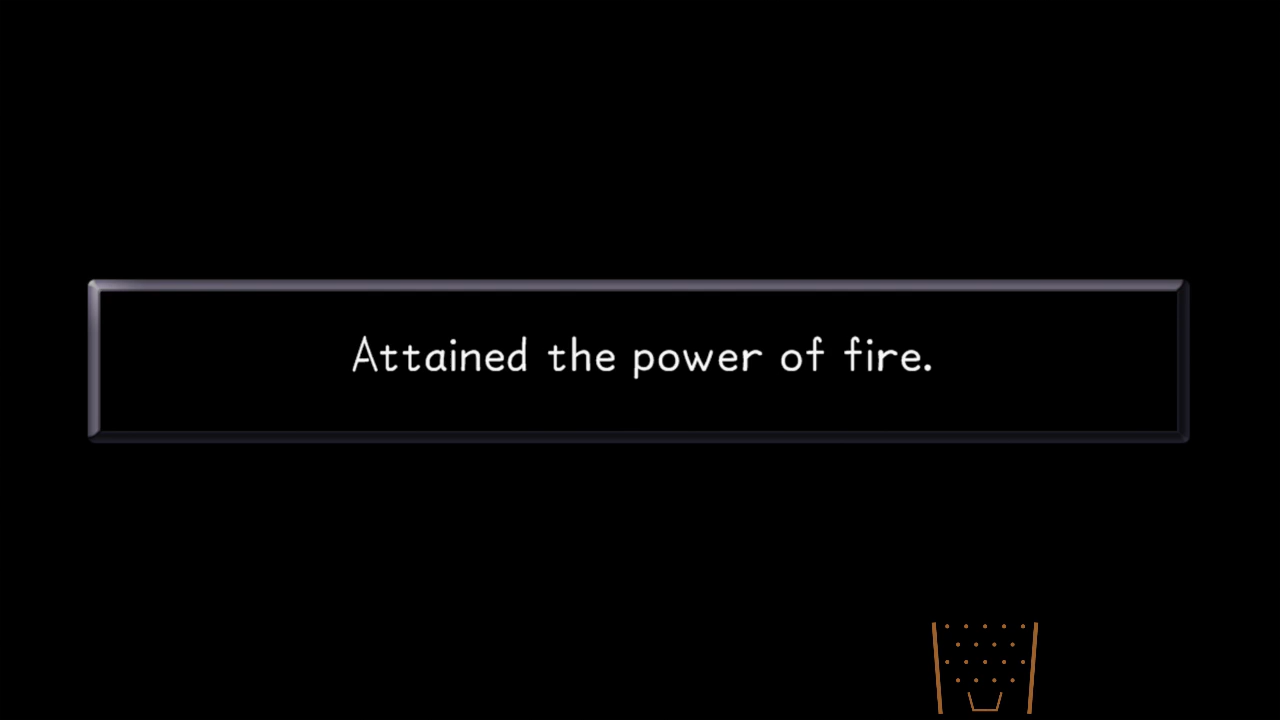 Attained the power of fire.